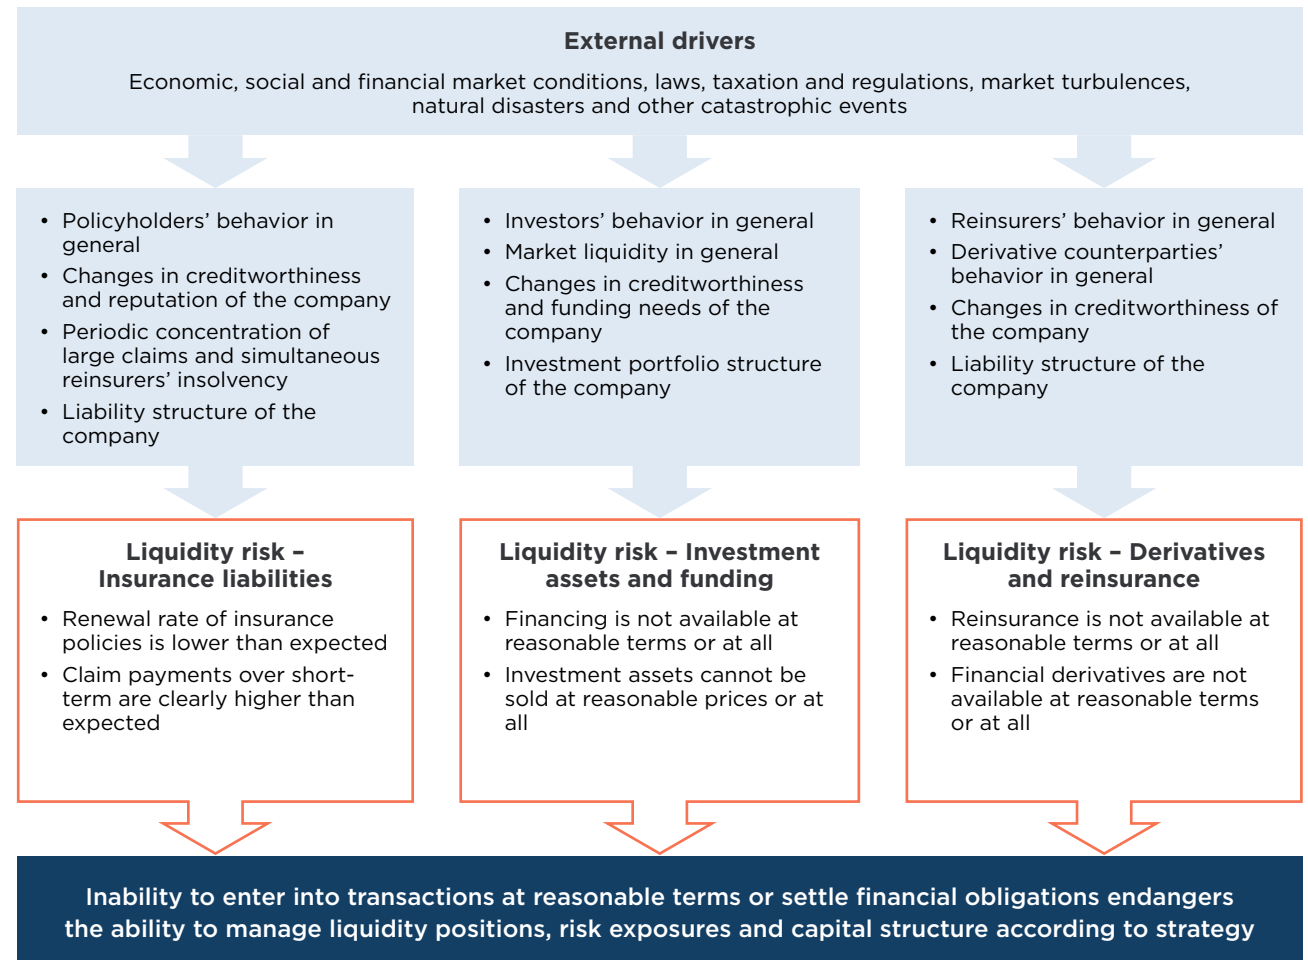 External drivers
Economic, social and financial market conditions, laws, taxation and regulations, market turbulences,
natural disasters and other catastrophic events
• Policyholders’ behavior in
general
• Changes in creditworthiness
and reputation of the company
• Periodic concentration of
large claims and simultaneous
reinsurers’ insolvency
• Liability structure of the
company
• Investors’ behavior in general
• Market liquidity in general
• Changes in creditworthiness
and funding needs of the
company
• Investment portfolio structure
of the company
• Reinsurers’ behavior in general
• Derivative counterparties’
behavior in general
• Changes in creditworthiness of
the company
• Liability structure of the
company
Liquidity risk –
Insurance liabilities
• Renewal rate of insurance
policies is lower than expected
• Claim payments over short-
term are clearly higher than
expected
Liquidity risk – Investment
assets and funding
• Financing is not available at
reasonable terms or at all
• Investment assets cannot be
sold at reasonable prices or at
all
Liquidity risk – Derivatives
and reinsurance
• Reinsurance is not available at
reasonable terms or at all
• Financial derivatives are not
available at reasonable terms
or at all
Inability to enter into transactions at reasonable terms or settle financial obligations endangers
the ability to manage liquidity positions, risk exposures and capital structure according to strategy